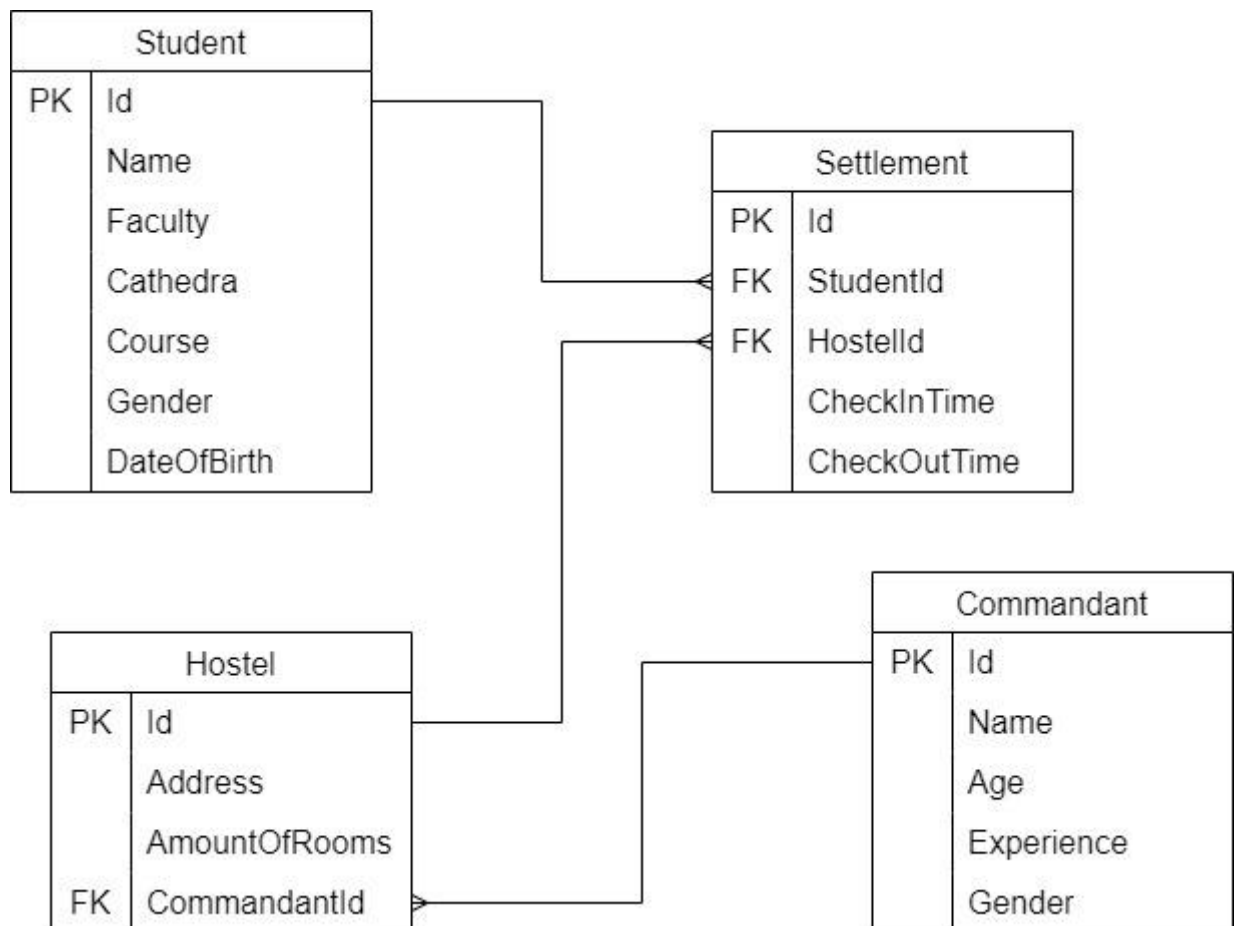 Student
PK Id
Name
Faculty
Cathedra
Course
Gender
DateOfBirth
Settlement
PK Id
FK StudentId
FK HostelId
CheckInTime
CheckOutTime
Hostel
PK Id
Address
AmountOfRooms
FK CommandantId
Commandant
PK Id
Name
Age
Experience
Gender